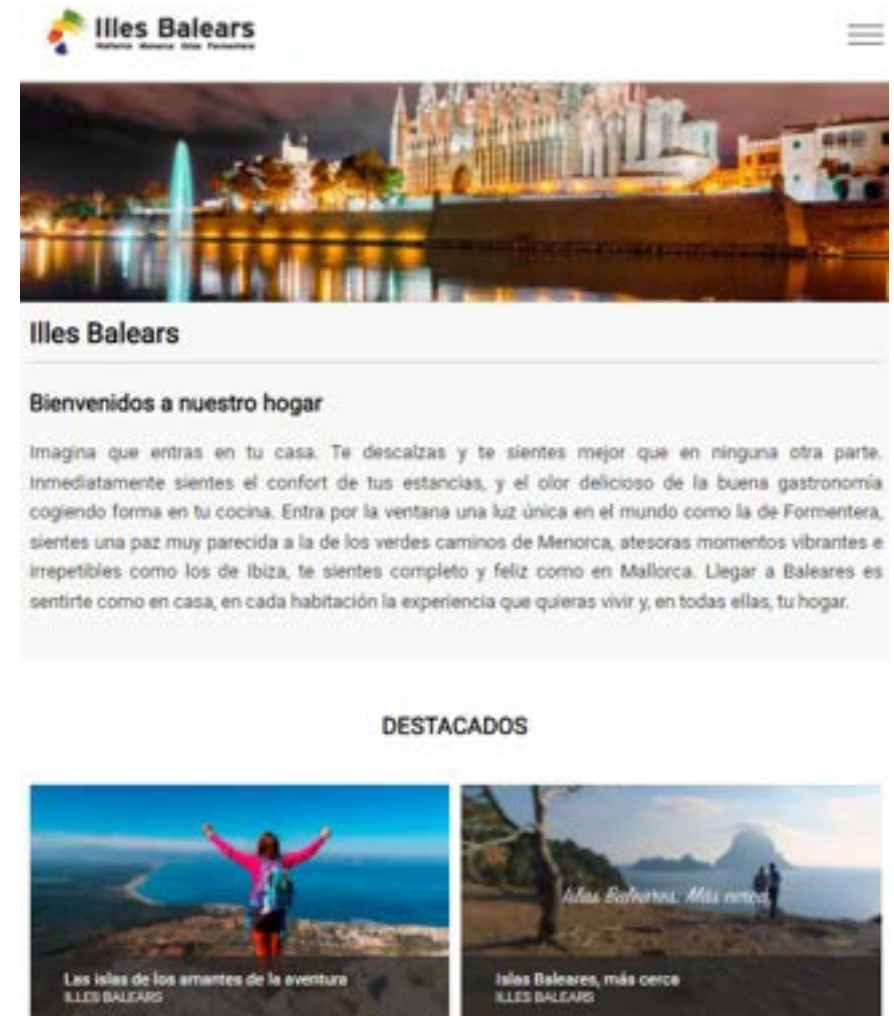 Illes Balears
Mallorca Menorca Ibiza Formentera
Illes Balears
Bienvenidos a nuestro hogar
Imagina que entras en tu casa. Te descalzas y te sientes mejor que en ninguna otra parte.
Inmediatamente sientes el confort de tus estancias, y el olor delicioso de la buena gastronomía
cogiendo forma en tu cocina. Entra por la ventana una luz única en el mundo como la de Formentera,
sientes una paz muy parecida a la de los verdes caminos de Menorca, atesoras momentos vibrantes e
irrepetibles como los de Ibiza, te sientes completo y feliz como en Mallorca. Llegar a Baleares es
sentirte como en casa, en cada habitación la experiencia que quieras vivir y, en todas ellas, tu hogar.
DESTACADOS
Las islas de los amantes de la aventura
ILLES BALEARS
Islas Baleares. Más cerca
Islas Baleares, más cerca
ILLES BALEARS